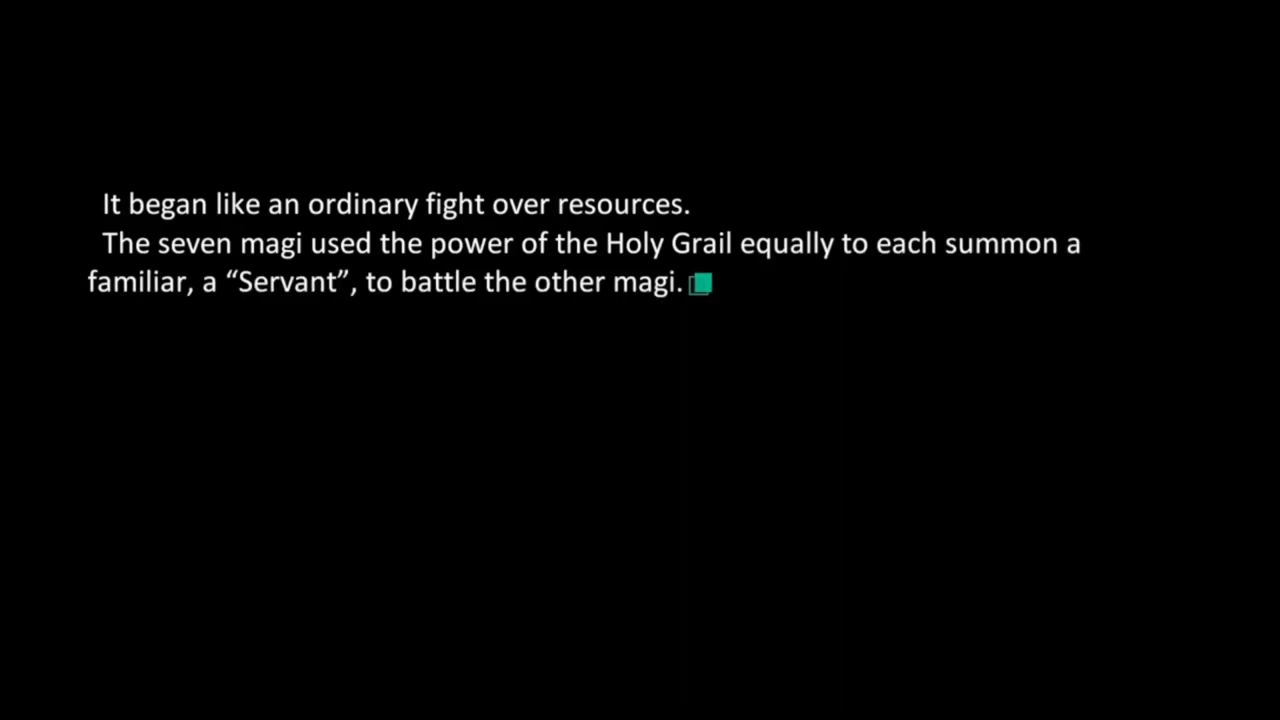 It began like an ordinary fight over resources.
The seven magi used the power of the Holy Grail equally to each summon a
familiar, a “Servant”, to battle the other magi.